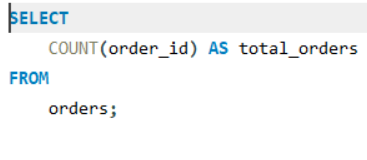 SELECT
    COUNT(order_id) AS total_orders
FROM
    orders;